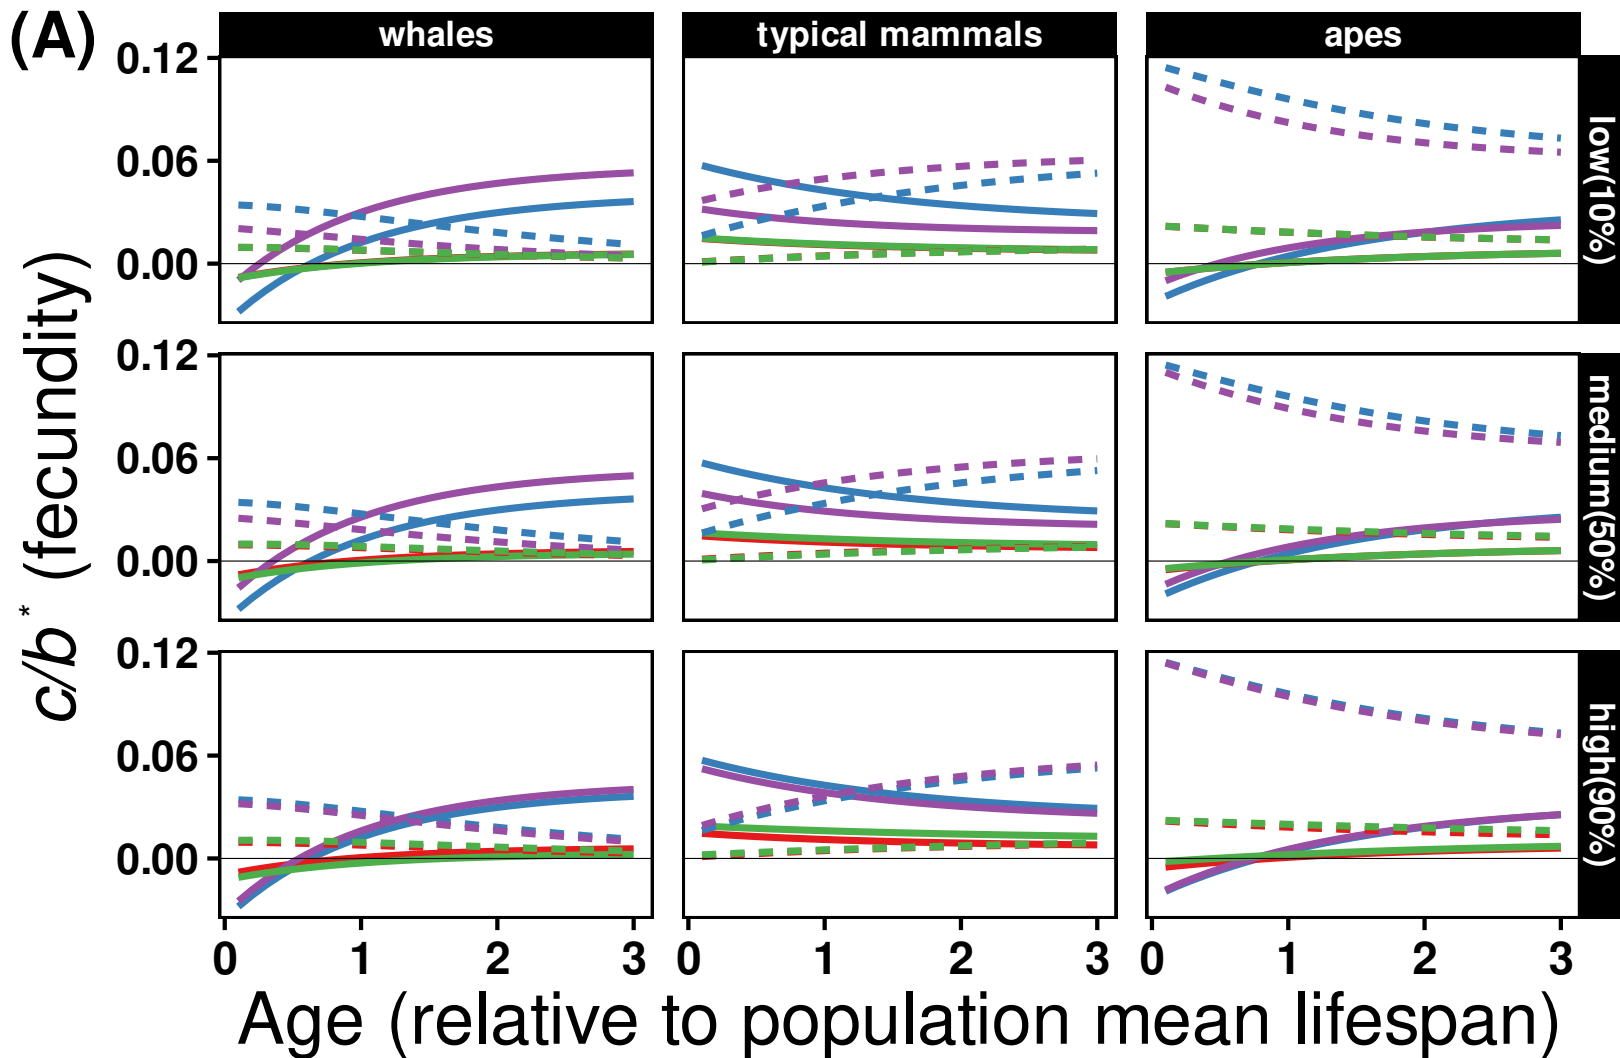 (A)
whales
typical mammals
apes
0.12
0.06
0.00
low(10%)
0.12
0.06
0.00
medium(50%)
0.12
0.06
0.00
high(90%)
c/b* (fecundity)
0 1 2 3 0 1 2 3 0 1 2 3
Age (relative to population mean lifespan)